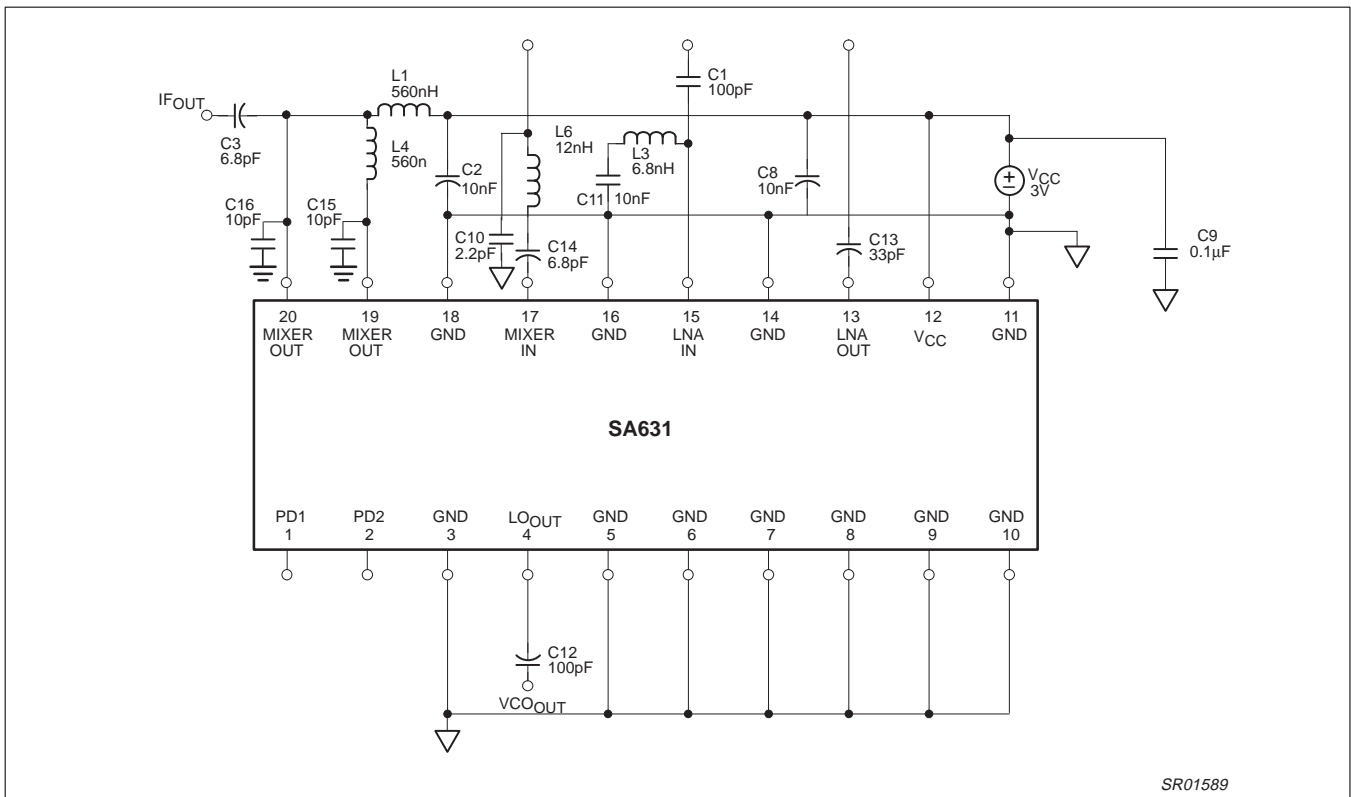 IFOUT
C3
6.8pF
L1
560nH
L4
560n
C16
10pF
C15
10pF
C2
10nF
C10
2.2pF
L6
12nH
C14
6.8pF
C1
100pF
L3
6.8nH
C11
10nF
C8
10nF
C13
33pF
VCC
3V
C9
0.1µF
20
MIXER
OUT
19
MIXER
OUT
18
GND
17
MIXER
IN
16
GND
15
LNA
IN
14
GND
13
LNA
OUT
12
VCC
11
GND
SA631
PD1
1
PD2
2
GND
3
LOOUT
4
GND
5
GND
6
GND
7
GND
8
GND
9
GND
10
C12
100pF
VCOOUT
SR01589